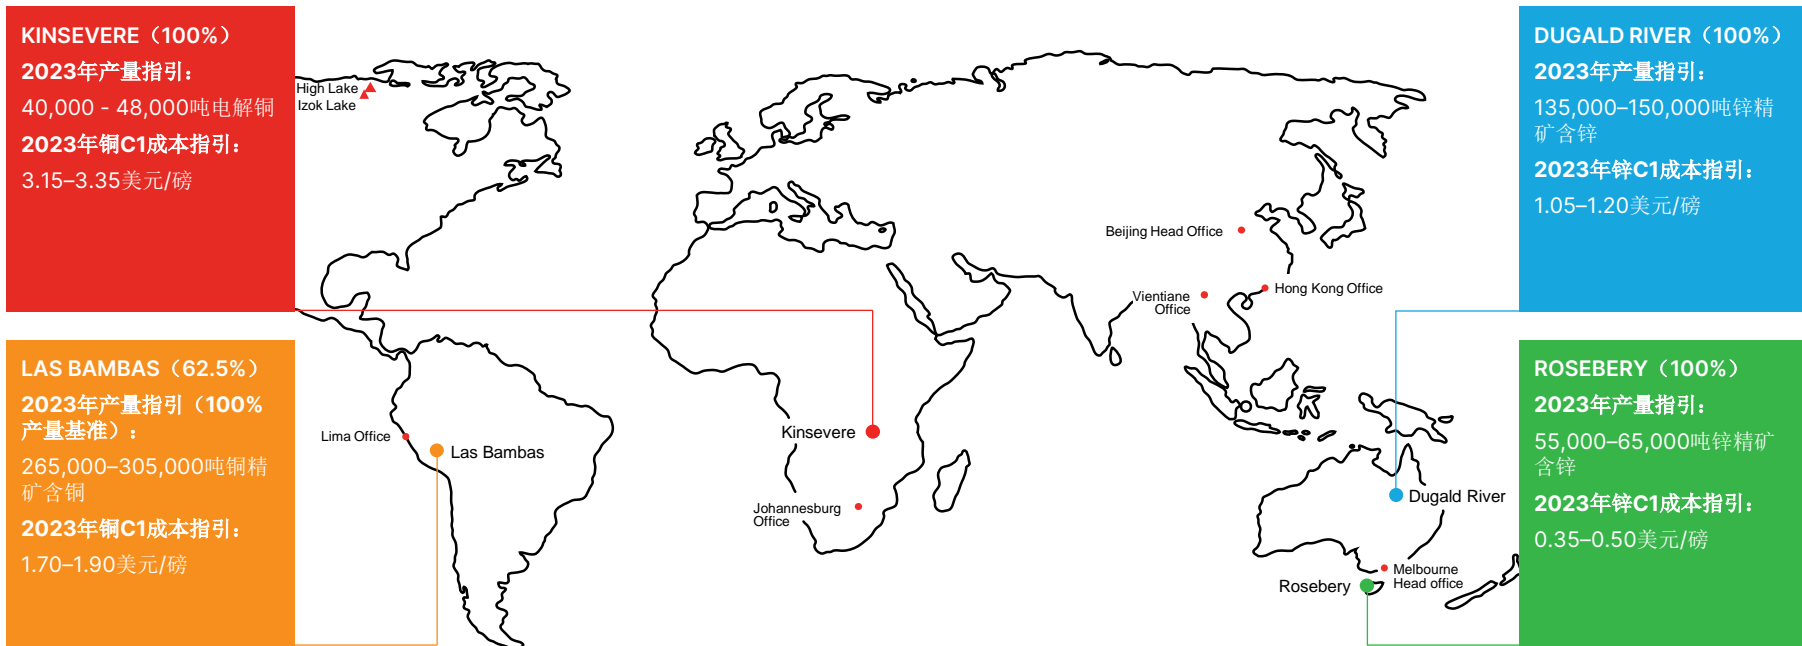 KINSEVERE（100%）
2023年产量指引：
40,000 - 48,000吨电解铜
2023年铜C1成本指引：
3.15–3.35美元/磅
LAS BAMBAS（62.5%）
2023年产量指引（100%
产量基准）：
265,000–305,000吨铜精
矿含铜
2023年铜C1成本指引：
1.70–1.90美元/磅
High Lake
Izok Lake
Lima Office
Las Bambas
Kinsevere
Johannesburg
Office
Beijing Head Office
Vientiane
Office
Hong Kong Office
Dugald River
Melbourne
Head office
Rosebery
DUGALD RIVER（100%）
2023年产量指引：
135,000–150,000吨锌精
矿含锌
2023年锌C1成本指引：
1.05–1.20美元/磅
ROSEBERY（100%）
2023年产量指引：
55,000–65,000吨锌精矿
含锌
2023年锌C1成本指引：
0.35–0.50美元/磅